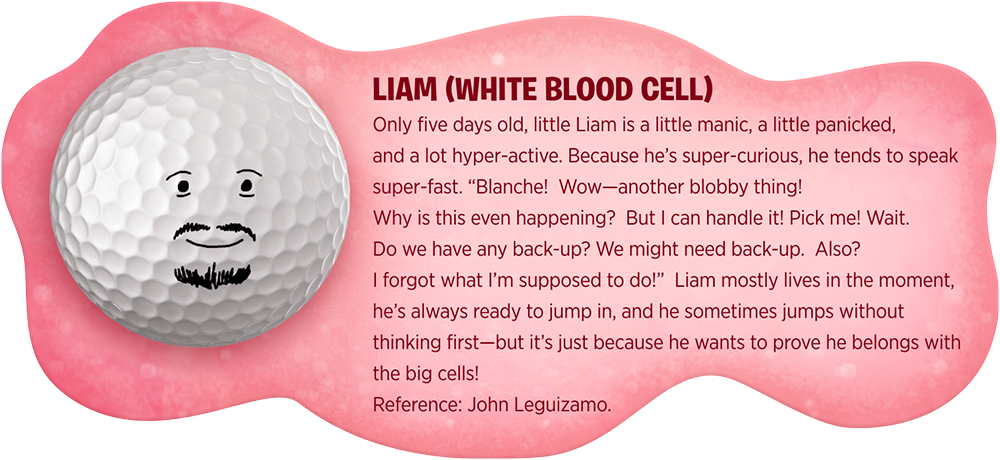 LIAM (WHITE BLOOD CELL)
Only five days old, little Liam is a little manic, a little panicked,
and a lot hyper-active. Because he’s super-curious, he tends to speak
super-fast. “Blanche!  Wow—another blobby thing!
Why is this even happening?  But I can handle it! Pick me! Wait.
Do we have any back-up? We might need back-up.  Also?
I forgot what I’m supposed to do!”  Liam mostly lives in the moment,
he’s always ready to jump in, and he sometimes jumps without
thinking first—but it’s just because he wants to prove he belongs with
the big cells!
Reference: John Leguizamo.